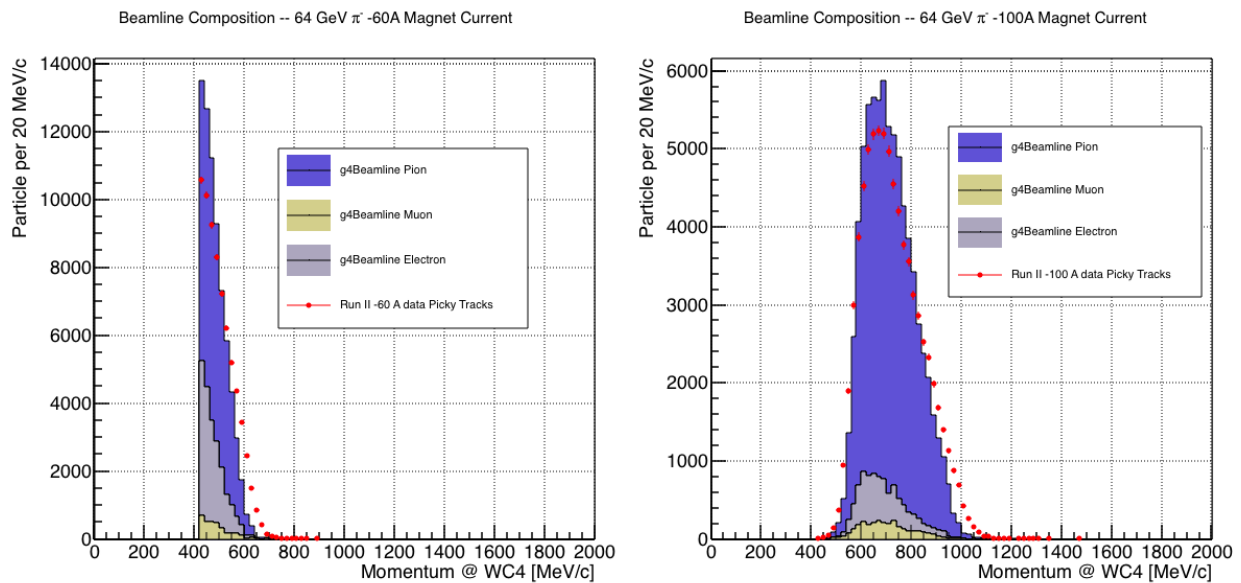 Beamline Composition -- 64 GeV π⁻ -60A Magnet Current
Particle per 20 MeV/c
14000
12000
10000
8000
6000
4000
2000
0
g4Beamline Pion
g4Beamline Muon
g4Beamline Electron
Run II -60 A data Picky Tracks
0 200 400 600 800 1000 1200 1400 1600 1800 2000
Momentum @ WC4 [MeV/c]
Beamline Composition -- 64 GeV π⁻ -100A Magnet Current
Particle per 20 MeV/c
6000
5000
4000
3000
2000
1000
0
g4Beamline Pion
g4Beamline Muon
g4Beamline Electron
Run II -100 A data Picky Tracks
0 200 400 600 800 1000 1200 1400 1600 1800 2000
Momentum @ WC4 [MeV/c]